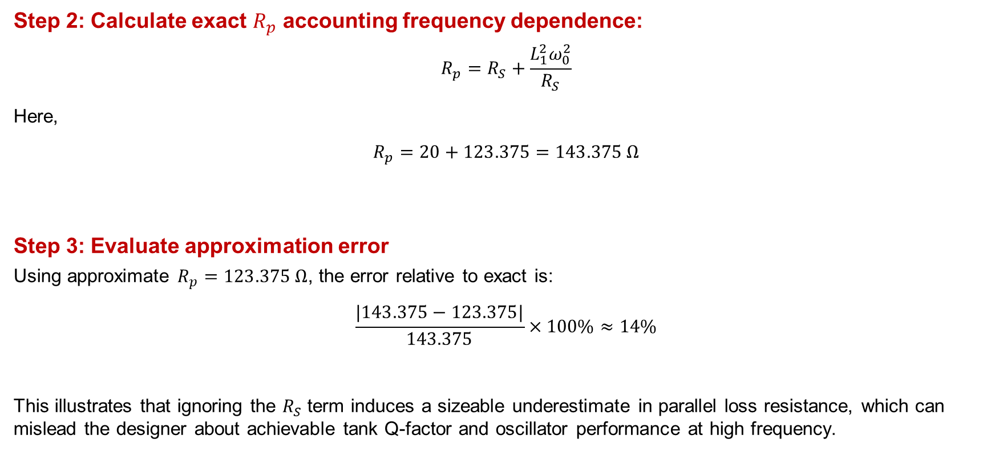 Step 2: Calculate exact R_p accounting frequency dependence:
R_p = R_S + \frac{L_1^2 ω_0^2}{R_S}
Here,
R_p = 20 + 123.375 = 143.375 Ω
Step 3: Evaluate approximation error
Using approximate R_p = 123.375 Ω, the error relative to exact is:
\frac{|143.375 − 123.375|}{143.375} × 100% ≈ 14%
This illustrates that ignoring the R_S term induces a sizeable underestimate in parallel loss resistance, which can
mislead the designer about achievable tank Q-factor and oscillator performance at high frequency.